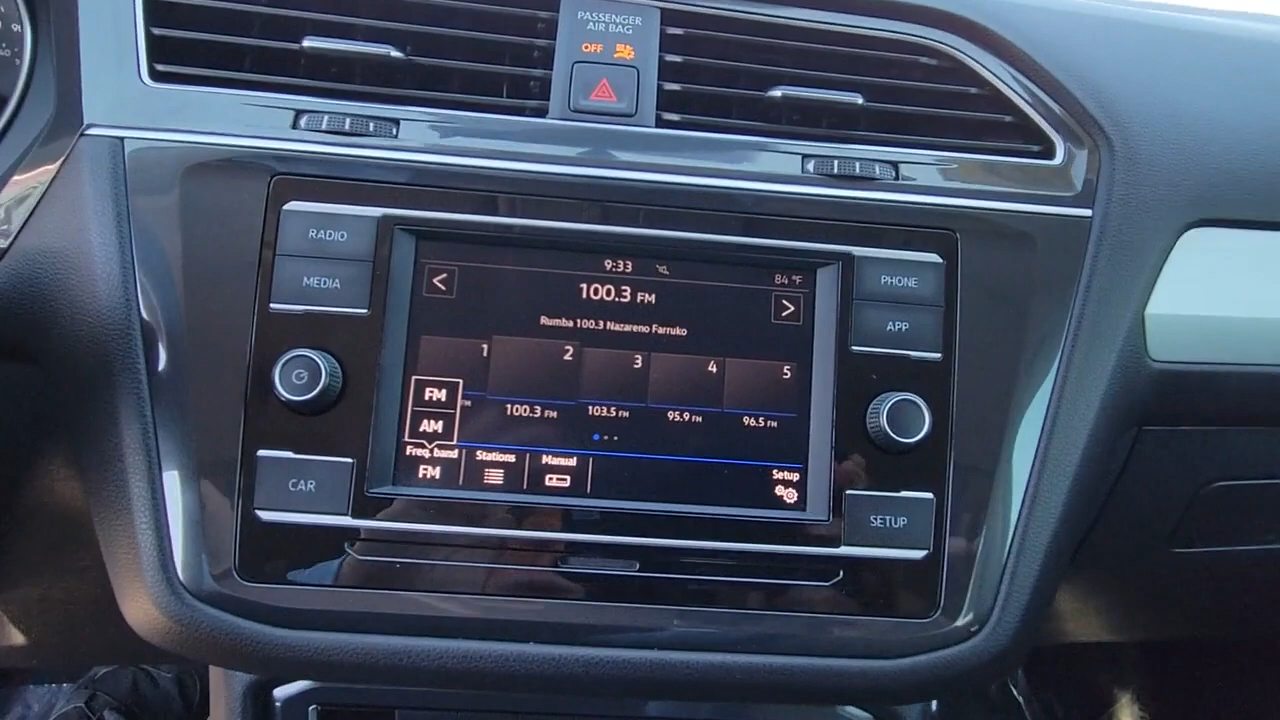 PASSENGER
AIR BAG
OFF
RADIO
MEDIA
CAR
PHONE
APP
SETUP
9:33
84 °F
<
100.3 FM
>
Rumba 100.3 Nazareno Farruko
1 2 3 4 5
FM 100.3 FM 103.5 FM 95.9 FM 96.5 FM
FM
AM
Freq. band Stations Manual Setup
FM